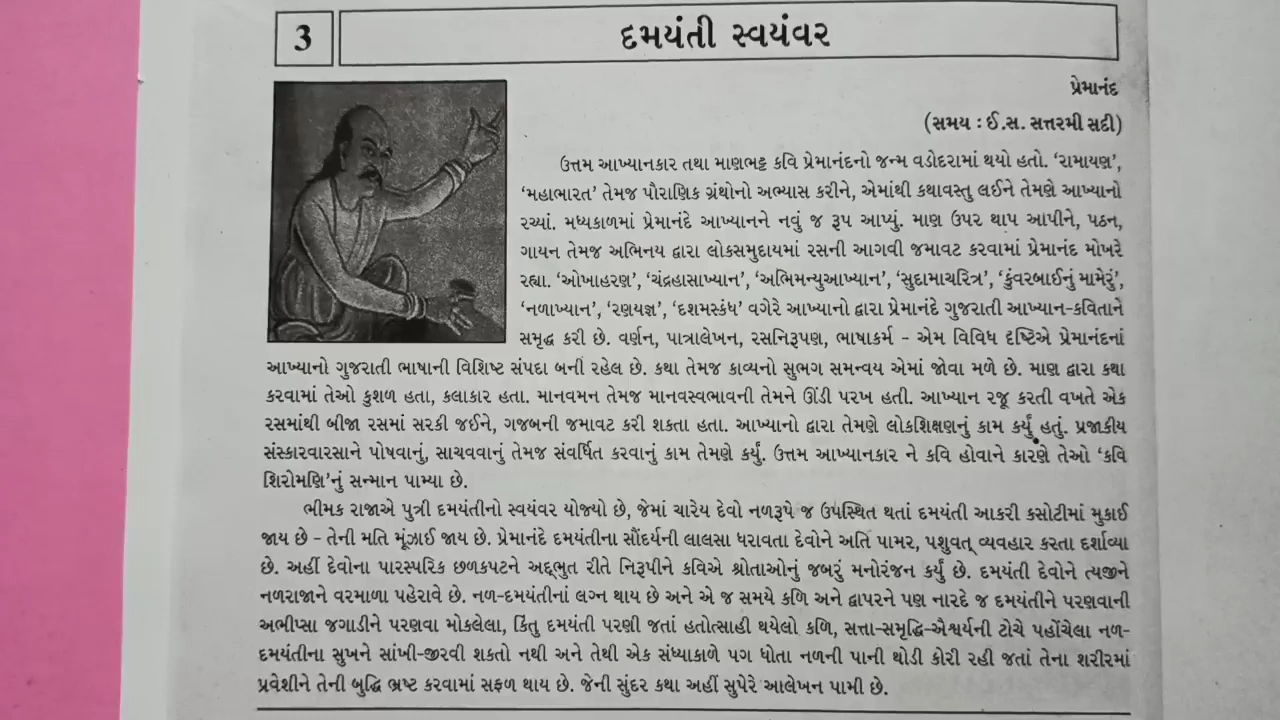 3
દમયંતી સ્વયંવર
પ્રેમાનંદ
(સમય : ઈ.સ. સત્તરમી સદી)
ઉત્તમ આખ્યાનકાર તથા માણભટ્ટ કવિ પ્રેમાનંદનો જન્મ વડોદરામાં થયો હતો. ‘રામાયણ’,
‘મહાભારત’ તેમજ પૌરાણિક ગ્રંથોનો અભ્યાસ કરીને, એમાંથી કથાવસ્તુ લઈને તેમણે આખ્યાનો
રચ્યાં. મધ્યકાળમાં પ્રેમાનંદે આખ્યાનને નવું જ રૂપ આપ્યું. માણ ઉપર થાપ આપીને, પઠન,
ગાયન તેમજ અભિનય દ્વારા લોકસમુદાયમાં રસની આગવી જમાવટ કરવામાં પ્રેમાનંદ મોખરે
રહ્યા. ‘ઓખાહરણ’, ‘ચંદ્રહાસાખ્યાન’, ‘અભિમન્યુઆખ્યાન’, ‘સુદામાચરિત્ર’, ‘કુંવરબાઈનું મામેરું’,
‘નળાખ્યાન’, ‘રણયજ્ઞ’, ‘દશમસ્કંધ’ વગેરે આખ્યાનો દ્વારા પ્રેમાનંદે ગુજરાતી આખ્યાન-કવિતાને
સમૃદ્ધ કરી છે. વર્ણન, પાત્રાલેખન, રસનિરૂપણ, ભાષાકર્મ – એમ વિવિધ દૃષ્ટિએ પ્રેમાનંદનાં
આખ્યાનો ગુજરાતી ભાષાની વિશિષ્ટ સંપદા બની રહેલ છે. કથા તેમજ કાવ્યનો સુભગ સમન્વય એમાં જોવા મળે છે. માણ દ્વારા કથા
કરવામાં તેઓ કુશળ હતા, કલાકાર હતા. માનવમન તેમજ માનવસ્વભાવની તેમને ઊંડી પરખ હતી. આખ્યાન રજૂ કરતી વખતે એક
રસમાંથી બીજા રસમાં સરકી જઈને, ગજબની જમાવટ કરી શકતા હતા. આખ્યાનો દ્વારા તેમણે લોકશિક્ષણનું કામ કર્યું હતું. પ્રજાકીય
સંસ્કારવારસાને પોષવાનું, સાચવવાનું તેમજ સંવર્ધિત કરવાનું કામ તેમણે કર્યું. ઉત્તમ આખ્યાનકાર ને કવિ હોવાને કારણે તેઓ ‘કવિ
શિરોમણિ’નું સન્માન પામ્યા છે.
ભીમક રાજાએ પુત્રી દમયંતીનો સ્વયંવર યોજ્યો છે, જેમાં ચારેય દેવો નળરૂપે જ ઉપસ્થિત થતાં દમયંતી આકરી કસોટીમાં મુકાઈ
જાય છે – તેની મતિ મૂંઝાઈ જાય છે. પ્રેમાનંદે દમયંતીના સૌંદર્યની લાલસા ધરાવતા દેવોને અતિ પામર, પશુવત્ વ્યવહાર કરતા દર્શાવ્યા
છે. અહીં દેવોના પારસ્પરિક છળકપટને અદ્ભુત રીતે નિરૂપીને કવિએ શ્રોતાઓનું જબરું મનોરંજન કર્યું છે. દમયંતી દેવોને ત્યજીને
નળરાજાને વરમાળા પહેરાવે છે. નળ-દમયંતીનાં લગ્ન થાય છે અને એ જ સમયે કળિ અને દ્વાપરને પણ નારદે જ દમયંતીને પરણવાની
અભીપ્સા જગાડીને પરણવા મોકલેલા, કિંતુ દમયંતી પરણી જતાં હતોત્સાહી થયેલો કળિ, સત્તા-સમૃદ્ધિ-ઐશ્વર્યની ટોચે પહોંચેલા નળ-
દમયંતીના સુખને સાંખી-જીરવી શકતો નથી અને તેથી એક સંધ્યાકાળે પગ ધોતા નળની પાની થોડી કોરી રહી જતાં તેના શરીરમાં
પ્રવેશીને તેની બુદ્ધિ ભ્રષ્ટ કરવામાં સફળ થાય છે. જેની સુંદર કથા અહીં સુપેરે આલેખન પામી છે.